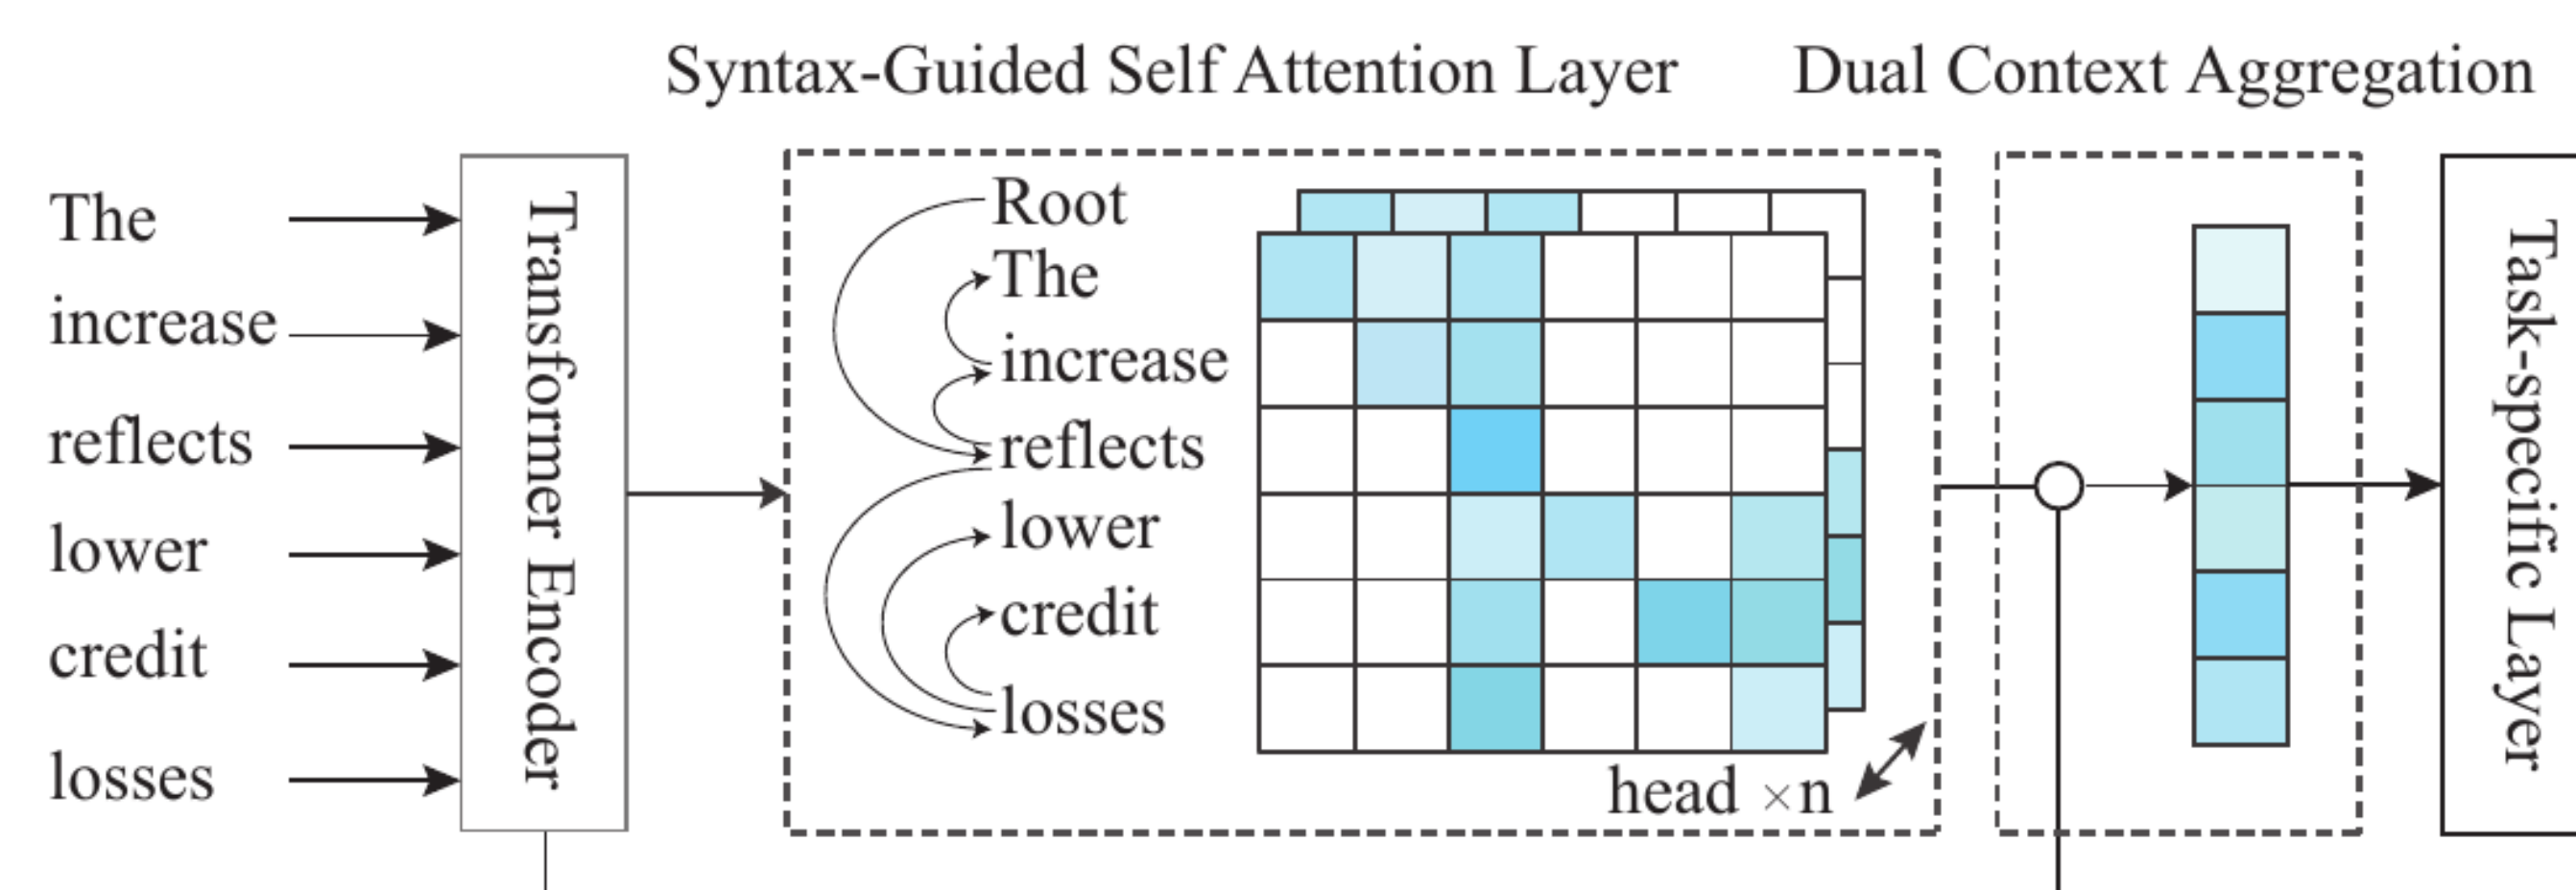 Syntax-Guided Self Attention Layer
Dual Context Aggregation
The
increase
reflects
lower
credit
losses
Transformer Encoder
Root
The
increase
reflects
lower
credit
losses
head ×n
Task-specific Layer